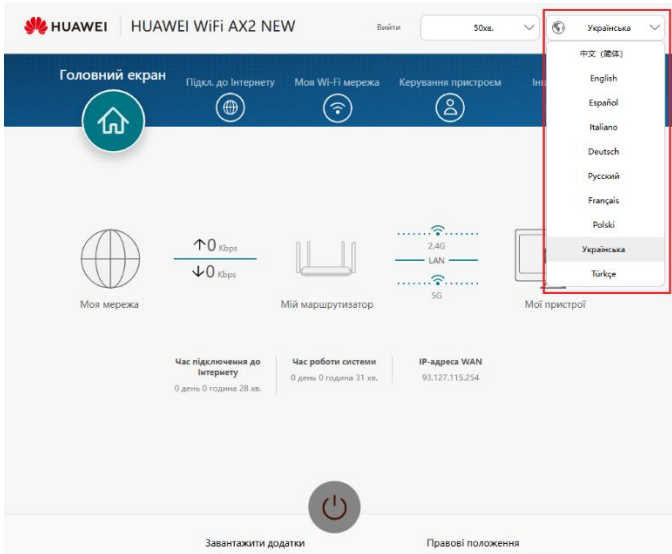 HUAWEI
HUAWEI WiFi AX2 NEW
Вийти
50хв.
Українська
中文（简体）
English
Español
Italiano
Deutsch
Русский
Français
Polski
Українська
Türkçe
Головний екран
Підкл. до Інтернету
Моя Wi-Fi мережа
Керування пристроєм
0 Kbps
0 Kbps
2.4G
LAN
5G
Моя мережа
Мій маршрутизатор
Мої пристрої
Час підключення до
Інтернету
0 день 0 година 28 хв.
Час роботи системи
0 день 0 година 31 хв.
IP-адреса WAN
93.127.115.254
Завантажити додатки
Правові положення